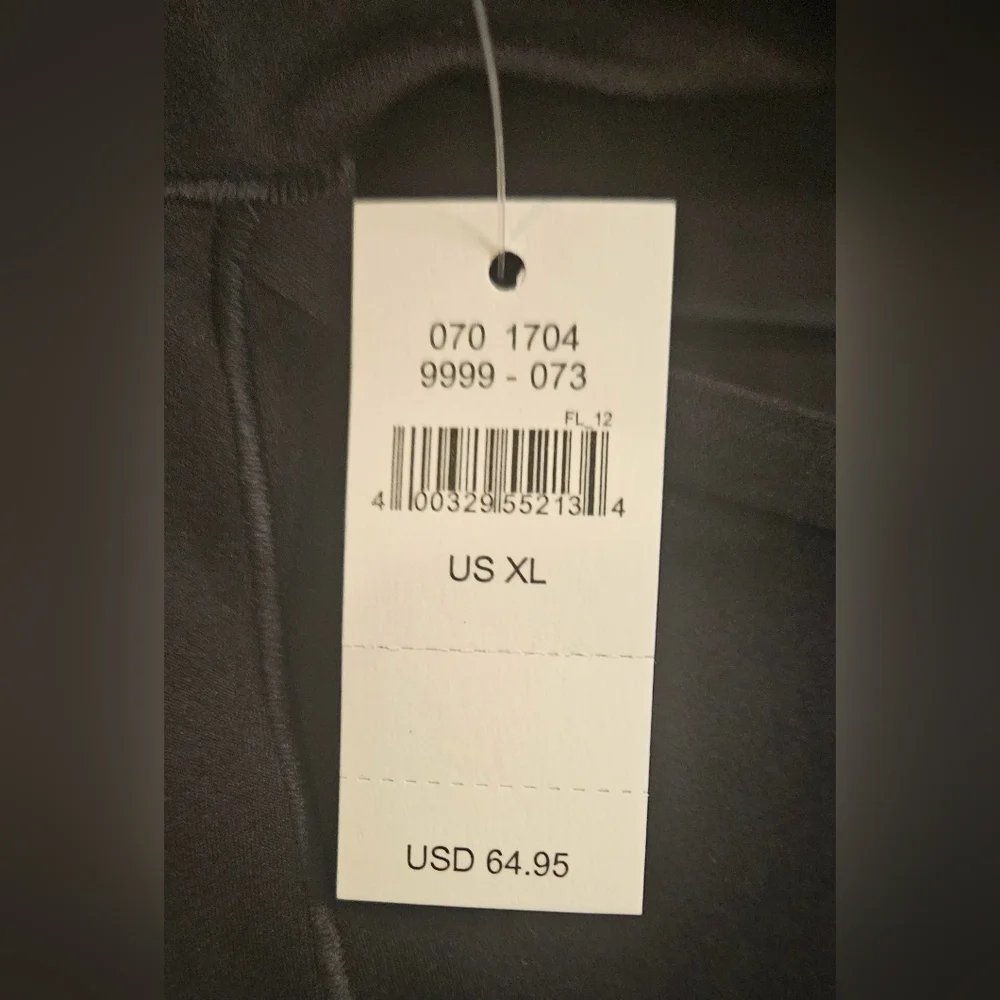 070 1704
9999 - 073
FL_12
4 00329 55213 4
US XL
USD 64.95